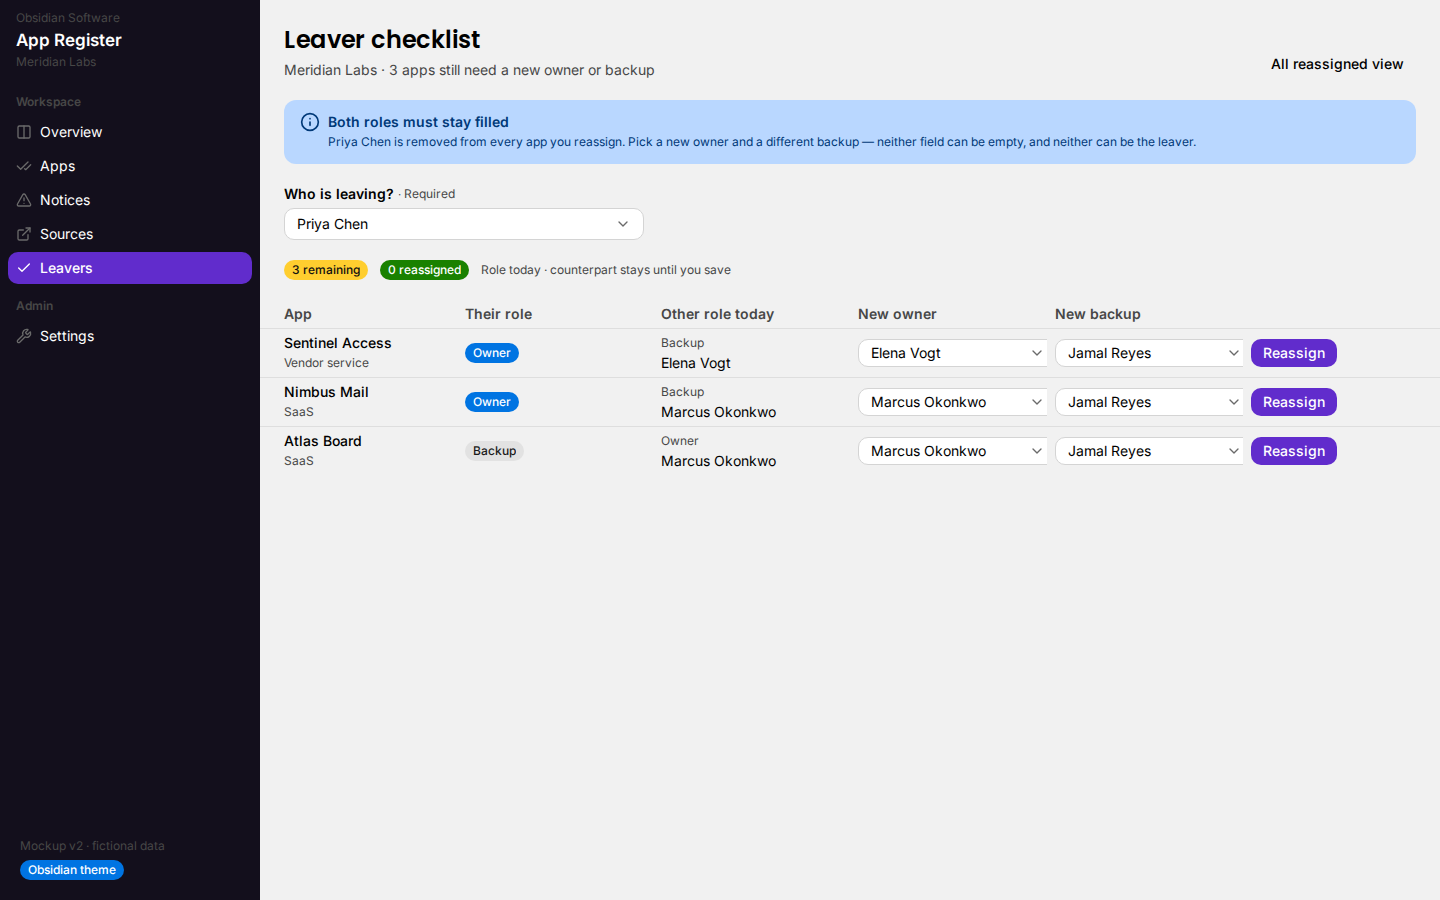 Obsidian Software
App Register
Meridian Labs
Workspace
Overview
Apps
Notices
Sources
Leavers
Admin
Settings
Mockup v2 · fictional data
Obsidian theme
Leaver checklist
Meridian Labs · 3 apps still need a new owner or backup
All reassigned view
Both roles must stay filled
Priya Chen is removed from every app you reassign. Pick a new owner and a different backup — neither field can be empty, and neither can be the leaver.
Who is leaving? · Required
Priya Chen
3 remaining 0 reassigned Role today · counterpart stays until you save
App Their role Other role today New owner New backup
Sentinel Access
Vendor service
Owner
Backup
Elena Vogt
Elena Vogt
Jamal Reyes
Reassign
Nimbus Mail
SaaS
Owner
Backup
Marcus Okonkwo
Marcus Okonkwo
Jamal Reyes
Reassign
Atlas Board
SaaS
Backup
Owner
Marcus Okonkwo
Marcus Okonkwo
Jamal Reyes
Reassign